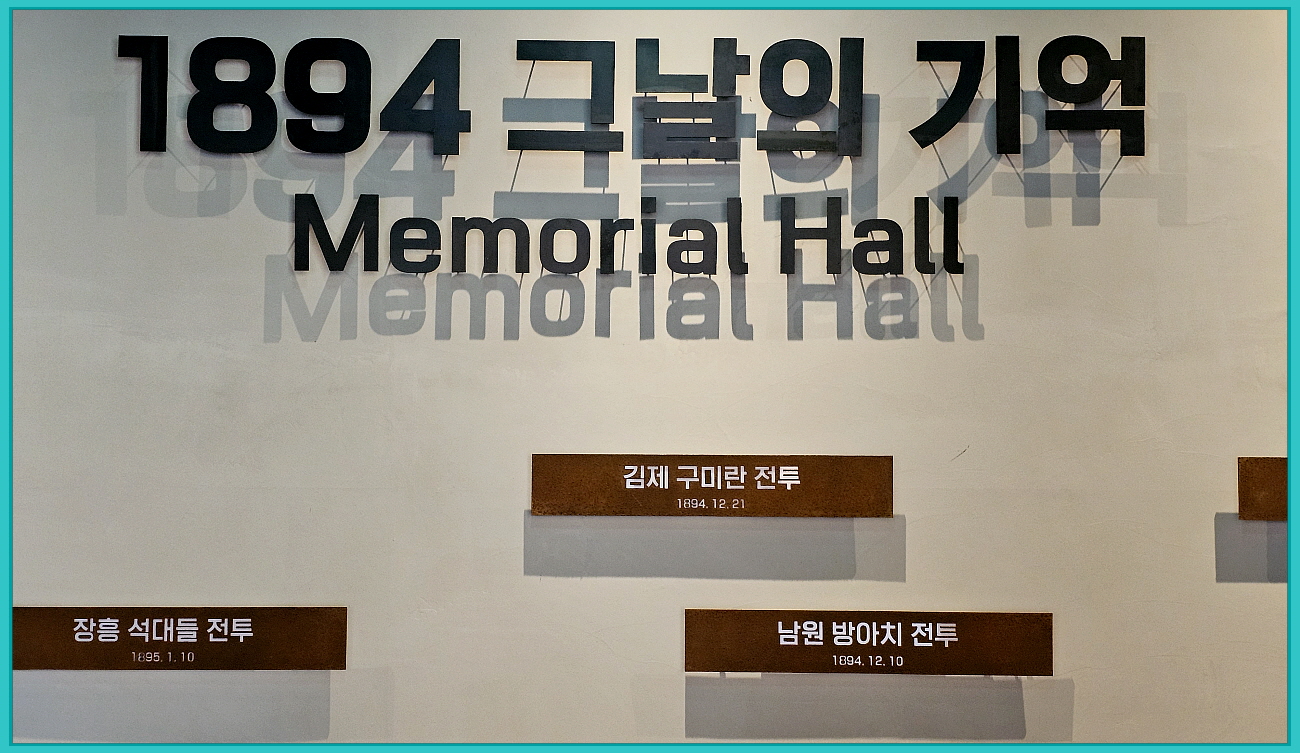 1894 그날의 기억
Memorial Hall
김제 구미란 전투
1894. 12. 21
장흥 석대들 전투
1895. 1. 10
남원 방아치 전투
1894. 12. 10